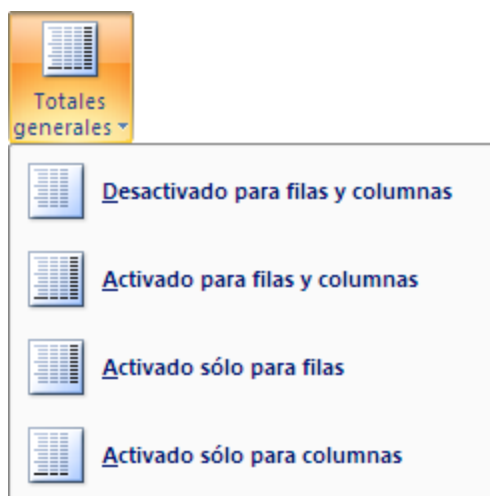 Totales
generales
Desactivado para filas y columnas
Activado para filas y columnas
Activado sólo para filas
Activado sólo para columnas